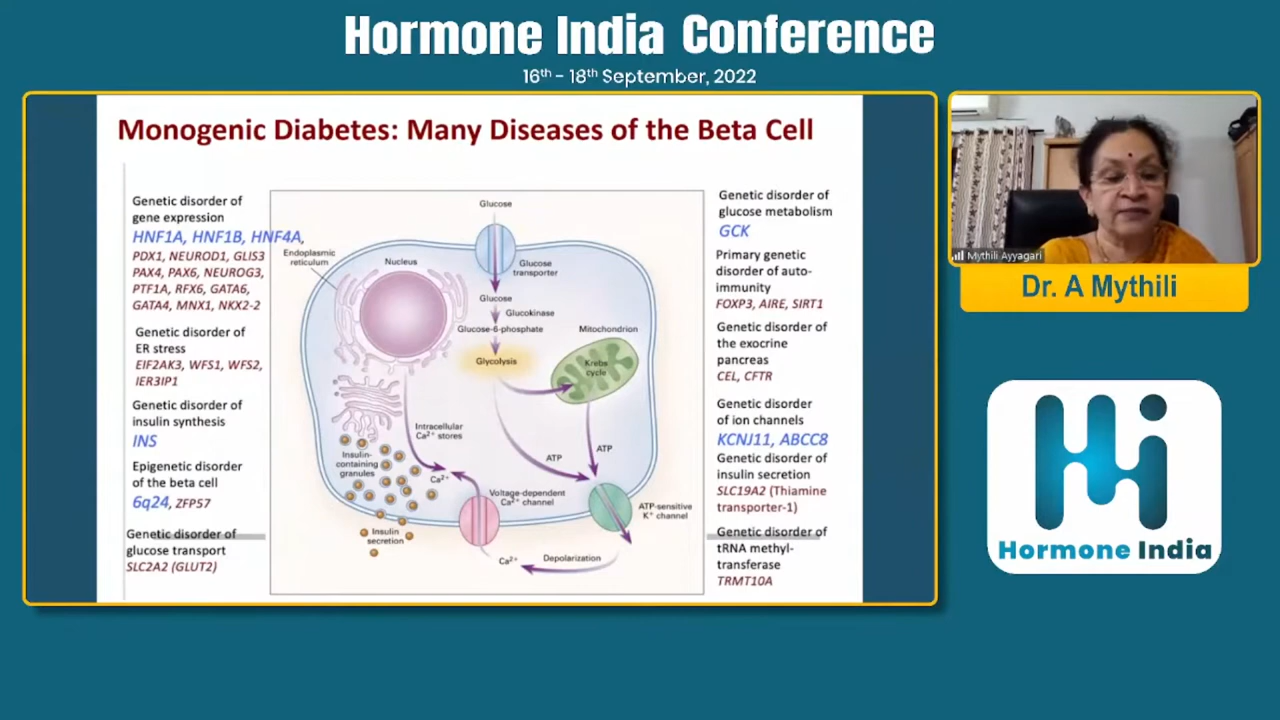 Hormone India Conference
16th - 18th September, 2022
Monogenic Diabetes: Many Diseases of the Beta Cell
Genetic disorder of
gene expression
HNF1A, HNF1B, HNF4A,
PDX1, NEUROD1, GLIS3
PAX4, PAX6, NEUROG3,
PTF1A, RFX6, GATA6,
GATA4, MNX1, NKX2-2
Genetic disorder of
ER stress
EIF2AK3, WFS1, WFS2,
IER3IP1
Genetic disorder of
insulin synthesis
INS
Epigenetic disorder
of the beta cell
6q24, ZFP57
Genetic disorder of
glucose transport
SLC2A2 (GLUT2)
Glucose
Endoplasmic
reticulum
Nucleus
Glucose
transporter
Glucose
Glucokinase
Glucose-6-phosphate
Mitochondrion
Glycolysis
Krebs
cycle
Intracellular
Ca2+ stores
ATP
ATP
Insulin-
containing
granules
Ca2+
Voltage-dependent
Ca2+ channel
ATP-sensitive
K+ channel
Insulin
secretion
Ca2+
Depolarization
Genetic disorder of
glucose metabolism
GCK
Primary genetic
disorder of auto-
immunity
FOXP3, AIRE, SIRT1
Genetic disorder of
the exocrine
pancreas
CEL, CFTR
Genetic disorder
of ion channels
KCNJ11, ABCC8
Genetic disorder of
insulin secretion
SLC19A2 (Thiamine
transporter-1)
Genetic disorder of
tRNA methyl-
transferase
TRMT10A
Mythili Ayyagari
Dr. A Mythili
Hi
Hormone India